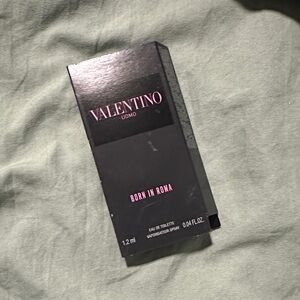 VALENTINO
UOMO
BORN IN ROMA
EAU DE TOILETTE
VAPORISATEUR SPRAY
1.2 ml
0.04 FL.OZ.